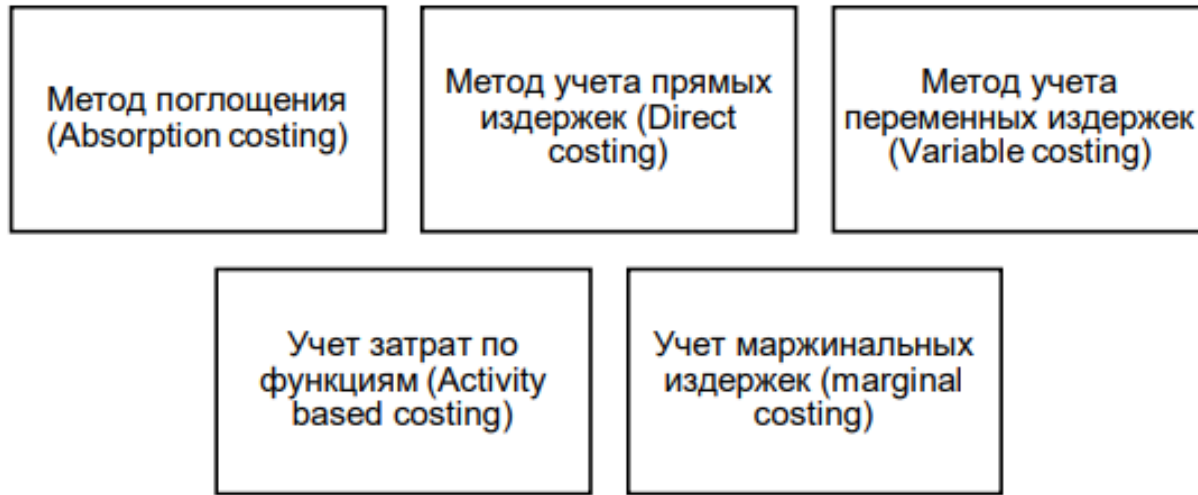 Метод поглощения
(Absorption costing)
Метод учета прямых
издержек (Direct
costing)
Метод учета
переменных издержек
(Variable costing)
Учет затрат по
функциям (Activity
based costing)
Учет маржинальных
издержек (marginal
costing)